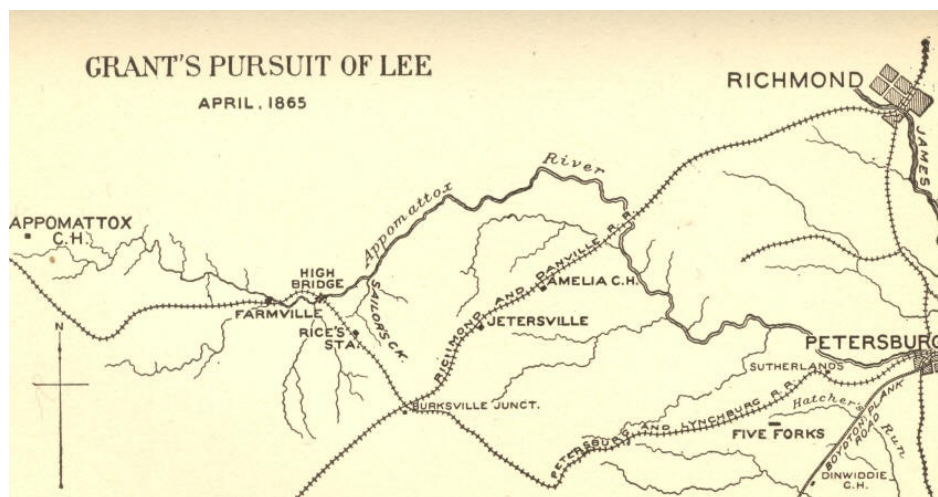 GRANT'S PURSUIT OF LEE
APRIL, 1865
RICHMOND
JAMES
River
Appomattox
APPOMATTOX
C.H.
HIGH
BRIDGE
FARMVILLE
SAILOR'S CK.
RICE'S
STA.
RICHMOND AND DANVILLE R.R.
AMELIA C.H.
JETERSVILLE
N
PETERSBURG
SUTHERLANDS
BURKSVILLE JUNCT.
PETERSBURG AND LYNCHBURG R.R.
Hatcher's
Run
BOYDTON PLANK
ROAD
FIVE FORKS
DINWIDDIE
C.H.